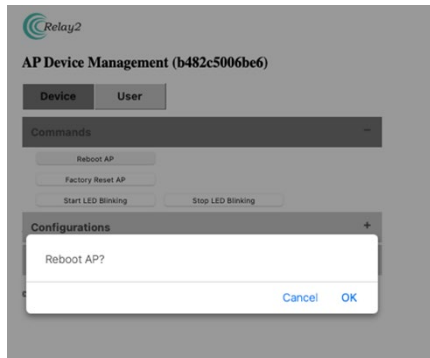 Relay2
AP Device Management (b482c5006be6)
Device User
Commands −
Reboot AP
Factory Reset AP
Start LED Blinking Stop LED Blinking
Configurations +
Reboot AP?
Cancel OK